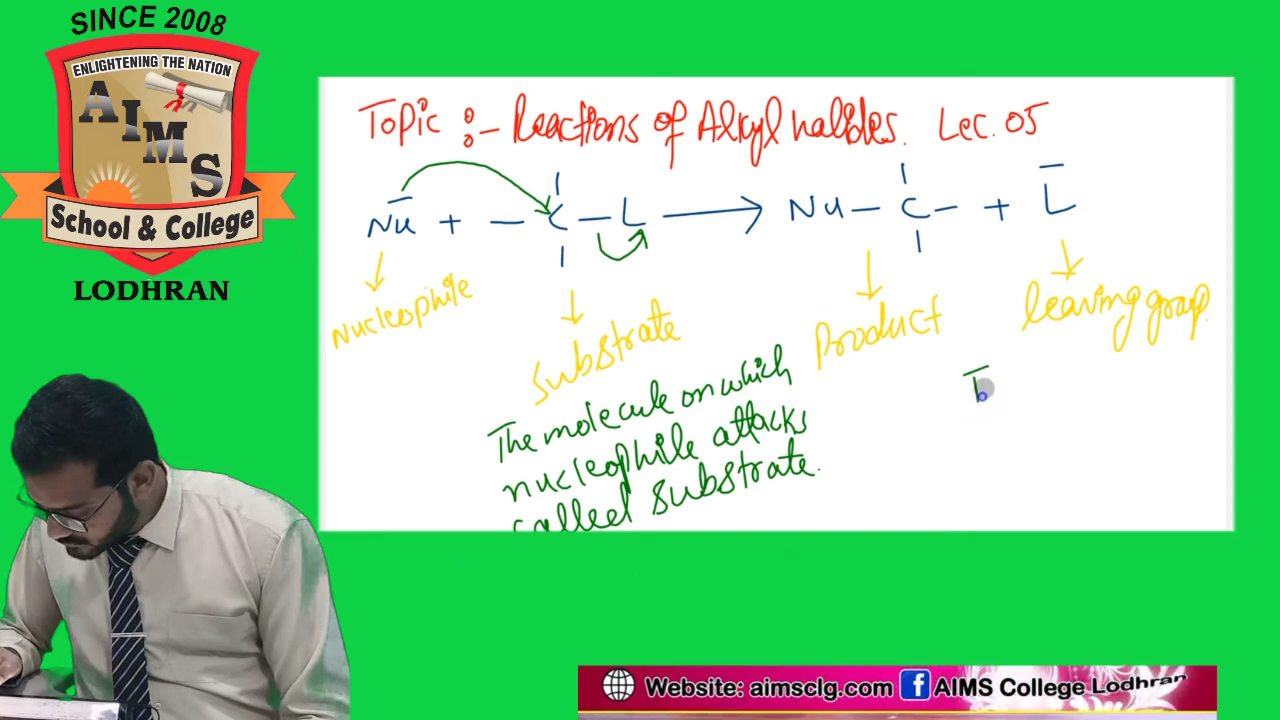 SINCE 2008
ENLIGHTENING THE NATION
AIMS
School & College
LODHRAN
Topic :- Reactions of Alkyl halides. Lec. 05
Nu⁻ + — C — L ⟶ Nu — C — + L⁻
Nucleophile
Substrate
Product
leaving group.
The molecule on which
nucleophile attacks
called substrate.
Website: aimsclg.com f AIMS College Lodhran